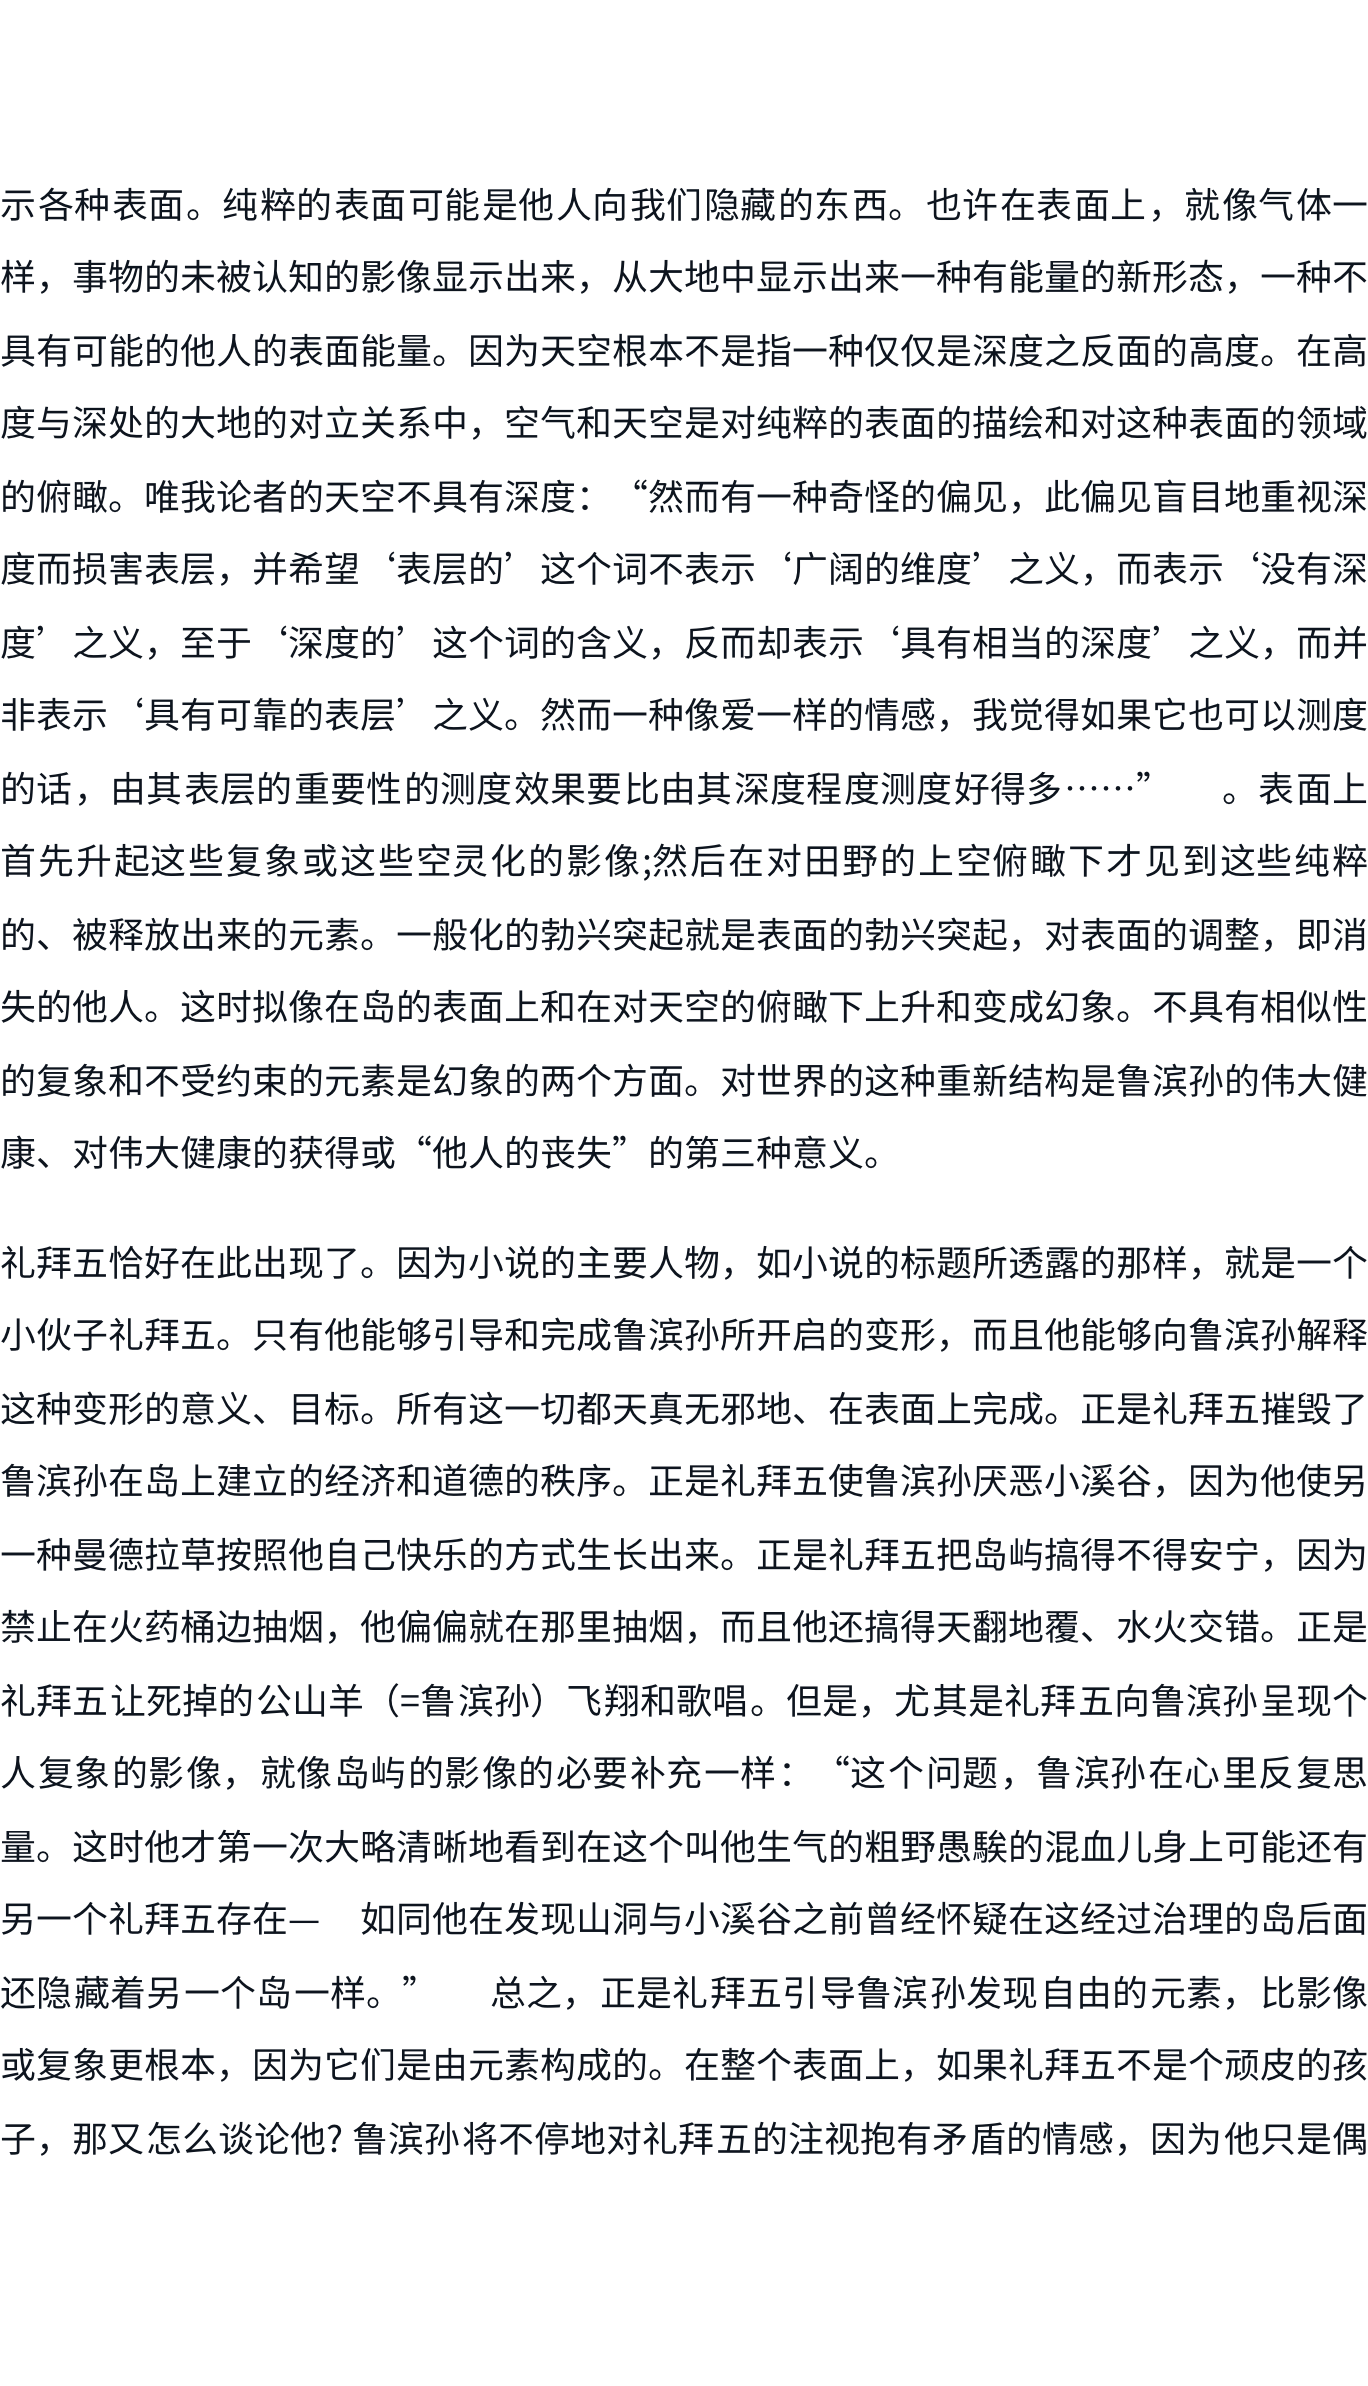 示各种表面。纯粹的表面可能是他人向我们隐藏的东西。也许在表面上，就像气体一
样，事物的未被认知的影像显示出来，从大地中显示出来一种有能量的新形态，一种不
具有可能的他人的表面能量。因为天空根本不是指一种仅仅是深度之反面的高度。在高
度与深处的大地的对立关系中，空气和天空是对纯粹的表面的描绘和对这种表面的领域
的俯瞰。唯我论者的天空不具有深度：“然而有一种奇怪的偏见，此偏见盲目地重视深
度而损害表层，并希望‘表层的’这个词不表示‘广阔的维度’之义，而表示‘没有深
度’之义，至于‘深度的’这个词的含义，反而却表示‘具有相当的深度’之义，而并
非表示‘具有可靠的表层’之义。然而一种像爱一样的情感，我觉得如果它也可以测度
的话，由其表层的重要性的测度效果要比由其深度程度测度好得多……”　　。表面上
首先升起这些复象或这些空灵化的影像;然后在对田野的上空俯瞰下才见到这些纯粹
的、被释放出来的元素。一般化的勃兴突起就是表面的勃兴突起，对表面的调整，即消
失的他人。这时拟像在岛的表面上和在对天空的俯瞰下上升和变成幻象。不具有相似性
的复象和不受约束的元素是幻象的两个方面。对世界的这种重新结构是鲁滨孙的伟大健
康、对伟大健康的获得或“他人的丧失”的第三种意义。
礼拜五恰好在此出现了。因为小说的主要人物，如小说的标题所透露的那样，就是一个
小伙子礼拜五。只有他能够引导和完成鲁滨孙所开启的变形，而且他能够向鲁滨孙解释
这种变形的意义、目标。所有这一切都天真无邪地、在表面上完成。正是礼拜五摧毁了
鲁滨孙在岛上建立的经济和道德的秩序。正是礼拜五使鲁滨孙厌恶小溪谷，因为他使另
一种曼德拉草按照他自己快乐的方式生长出来。正是礼拜五把岛屿搞得不得安宁，因为
禁止在火药桶边抽烟，他偏偏就在那里抽烟，而且他还搞得天翻地覆、水火交错。正是
礼拜五让死掉的公山羊（=鲁滨孙）飞翔和歌唱。但是，尤其是礼拜五向鲁滨孙呈现个
人复象的影像，就像岛屿的影像的必要补充一样：“这个问题，鲁滨孙在心里反复思
量。这时他才第一次大略清晰地看到在这个叫他生气的粗野愚騃的混血儿身上可能还有
另一个礼拜五存在—　如同他在发现山洞与小溪谷之前曾经怀疑在这经过治理的岛后面
还隐藏着另一个岛一样。”　　总之，正是礼拜五引导鲁滨孙发现自由的元素，比影像
或复象更根本，因为它们是由元素构成的。在整个表面上，如果礼拜五不是个顽皮的孩
子，那又怎么谈论他? 鲁滨孙将不停地对礼拜五的注视抱有矛盾的情感，因为他只是偶